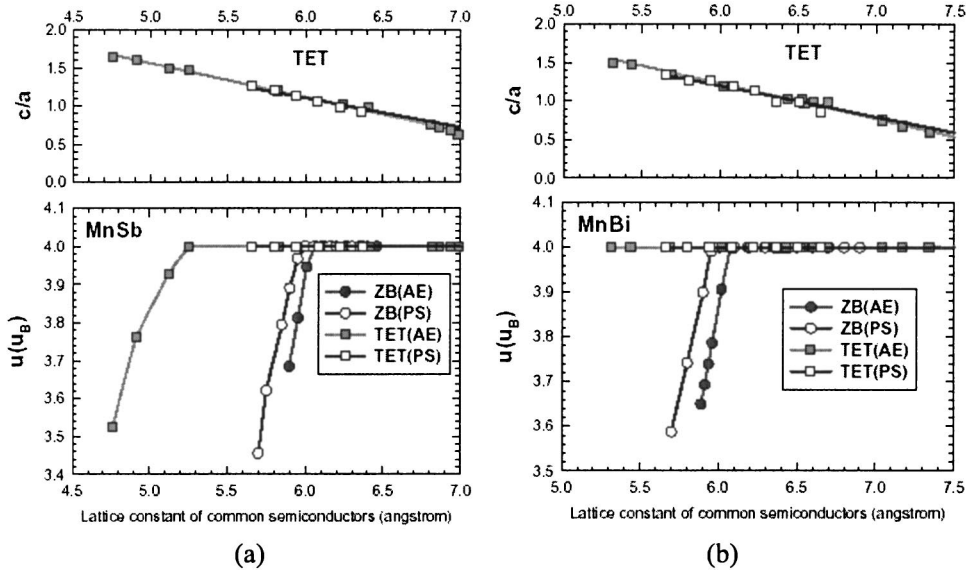 4.5 5.0 5.5 6.0 6.5 7.0
2.0
1.5
1.0
0.5
0.0
c/a
TET
4.1
4.0
3.9
3.8
3.7
3.6
3.5
3.4
u(u_B)
MnSb
ZB(AE)
ZB(PS)
TET(AE)
TET(PS)
4.5 5.0 5.5 6.0 6.5 7.0
Lattice constant of common semiconductors (angstrom)
(a)
5.0 5.5 6.0 6.5 7.0 7.5
2.0
1.5
1.0
0.5
0.0
c/a
TET
4.1
4.0
3.9
3.8
3.7
3.6
3.5
u(u_B)
MnBi
ZB(AE)
ZB(PS)
TET(AE)
TET(PS)
5.0 5.5 6.0 6.5 7.0 7.5
Lattice constant of common semiconductors (angstrom)
(b)